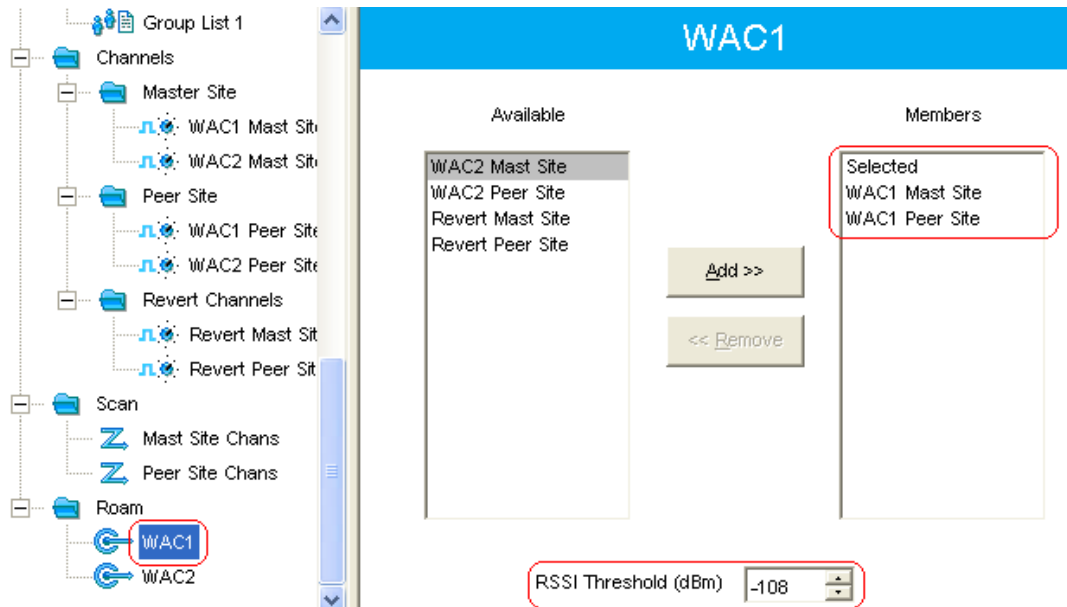 Group List 1
Channels
Master Site
WAC1 Mast Site
WAC2 Mast Site
Peer Site
WAC1 Peer Site
WAC2 Peer Site
Revert Channels
Revert Mast Sit
Revert Peer Sit
Scan
Mast Site Chans
Peer Site Chans
Roam
WAC1
WAC2
WAC1
Available
WAC2 Mast Site
WAC2 Peer Site
Revert Mast Site
Revert Peer Site
Add >>
<< Remove
Members
Selected
WAC1 Mast Site
WAC1 Peer Site
RSSI Threshold (dBm) -108